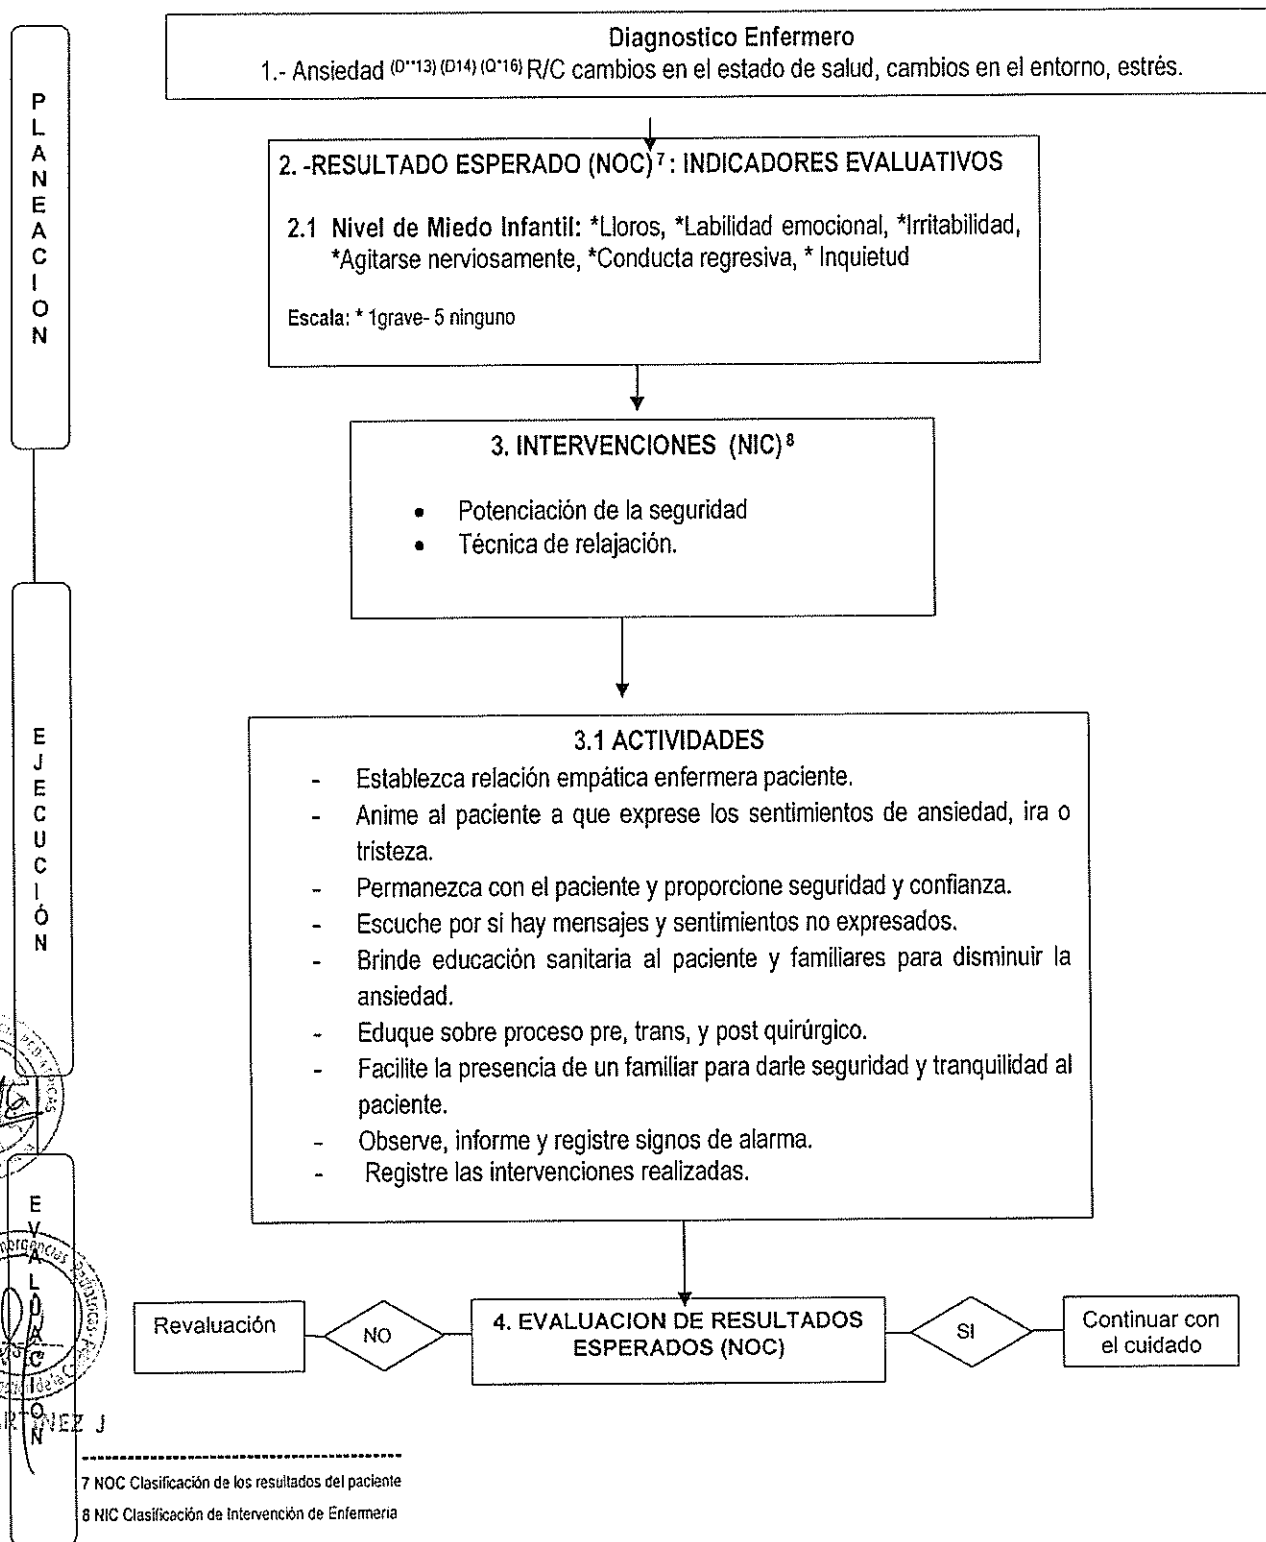 Diagnostico Enfermero
1.- Ansiedad (D**13) (D14) (Q*16) R/C cambios en el estado de salud, cambios en el entorno, estrés.
PLANEACION
2. -RESULTADO ESPERADO (NOC)7 : INDICADORES EVALUATIVOS
2.1 Nivel de Miedo Infantil: *Lloros, *Labilidad emocional, *Irritabilidad,
*Agitarse nerviosamente, *Conducta regresiva, * Inquietud
Escala: * 1grave- 5 ninguno
3. INTERVENCIONES (NIC)8
• Potenciación de la seguridad
• Técnica de relajación.
EJECUCIÓN
3.1 ACTIVIDADES
- Establezca relación empática enfermera paciente.
- Anime al paciente a que exprese los sentimientos de ansiedad, ira o
tristeza.
- Permanezca con el paciente y proporcione seguridad y confianza.
- Escuche por si hay mensajes y sentimientos no expresados.
- Brinde educación sanitaria al paciente y familiares para disminuir la
ansiedad.
- Eduque sobre proceso pre, trans, y post quirúrgico.
- Facilite la presencia de un familiar para darle seguridad y tranquilidad al
paciente.
- Observe, informe y registre signos de alarma.
- Registre las intervenciones realizadas.
EVALUACION
Revaluación
NO
4. EVALUACION DE RESULTADOS
ESPERADOS (NOC)
SI
Continuar con
el cuidado
7 NOC Clasificación de los resultados del paciente
8 NIC Clasificación de Intervención de Enfermería